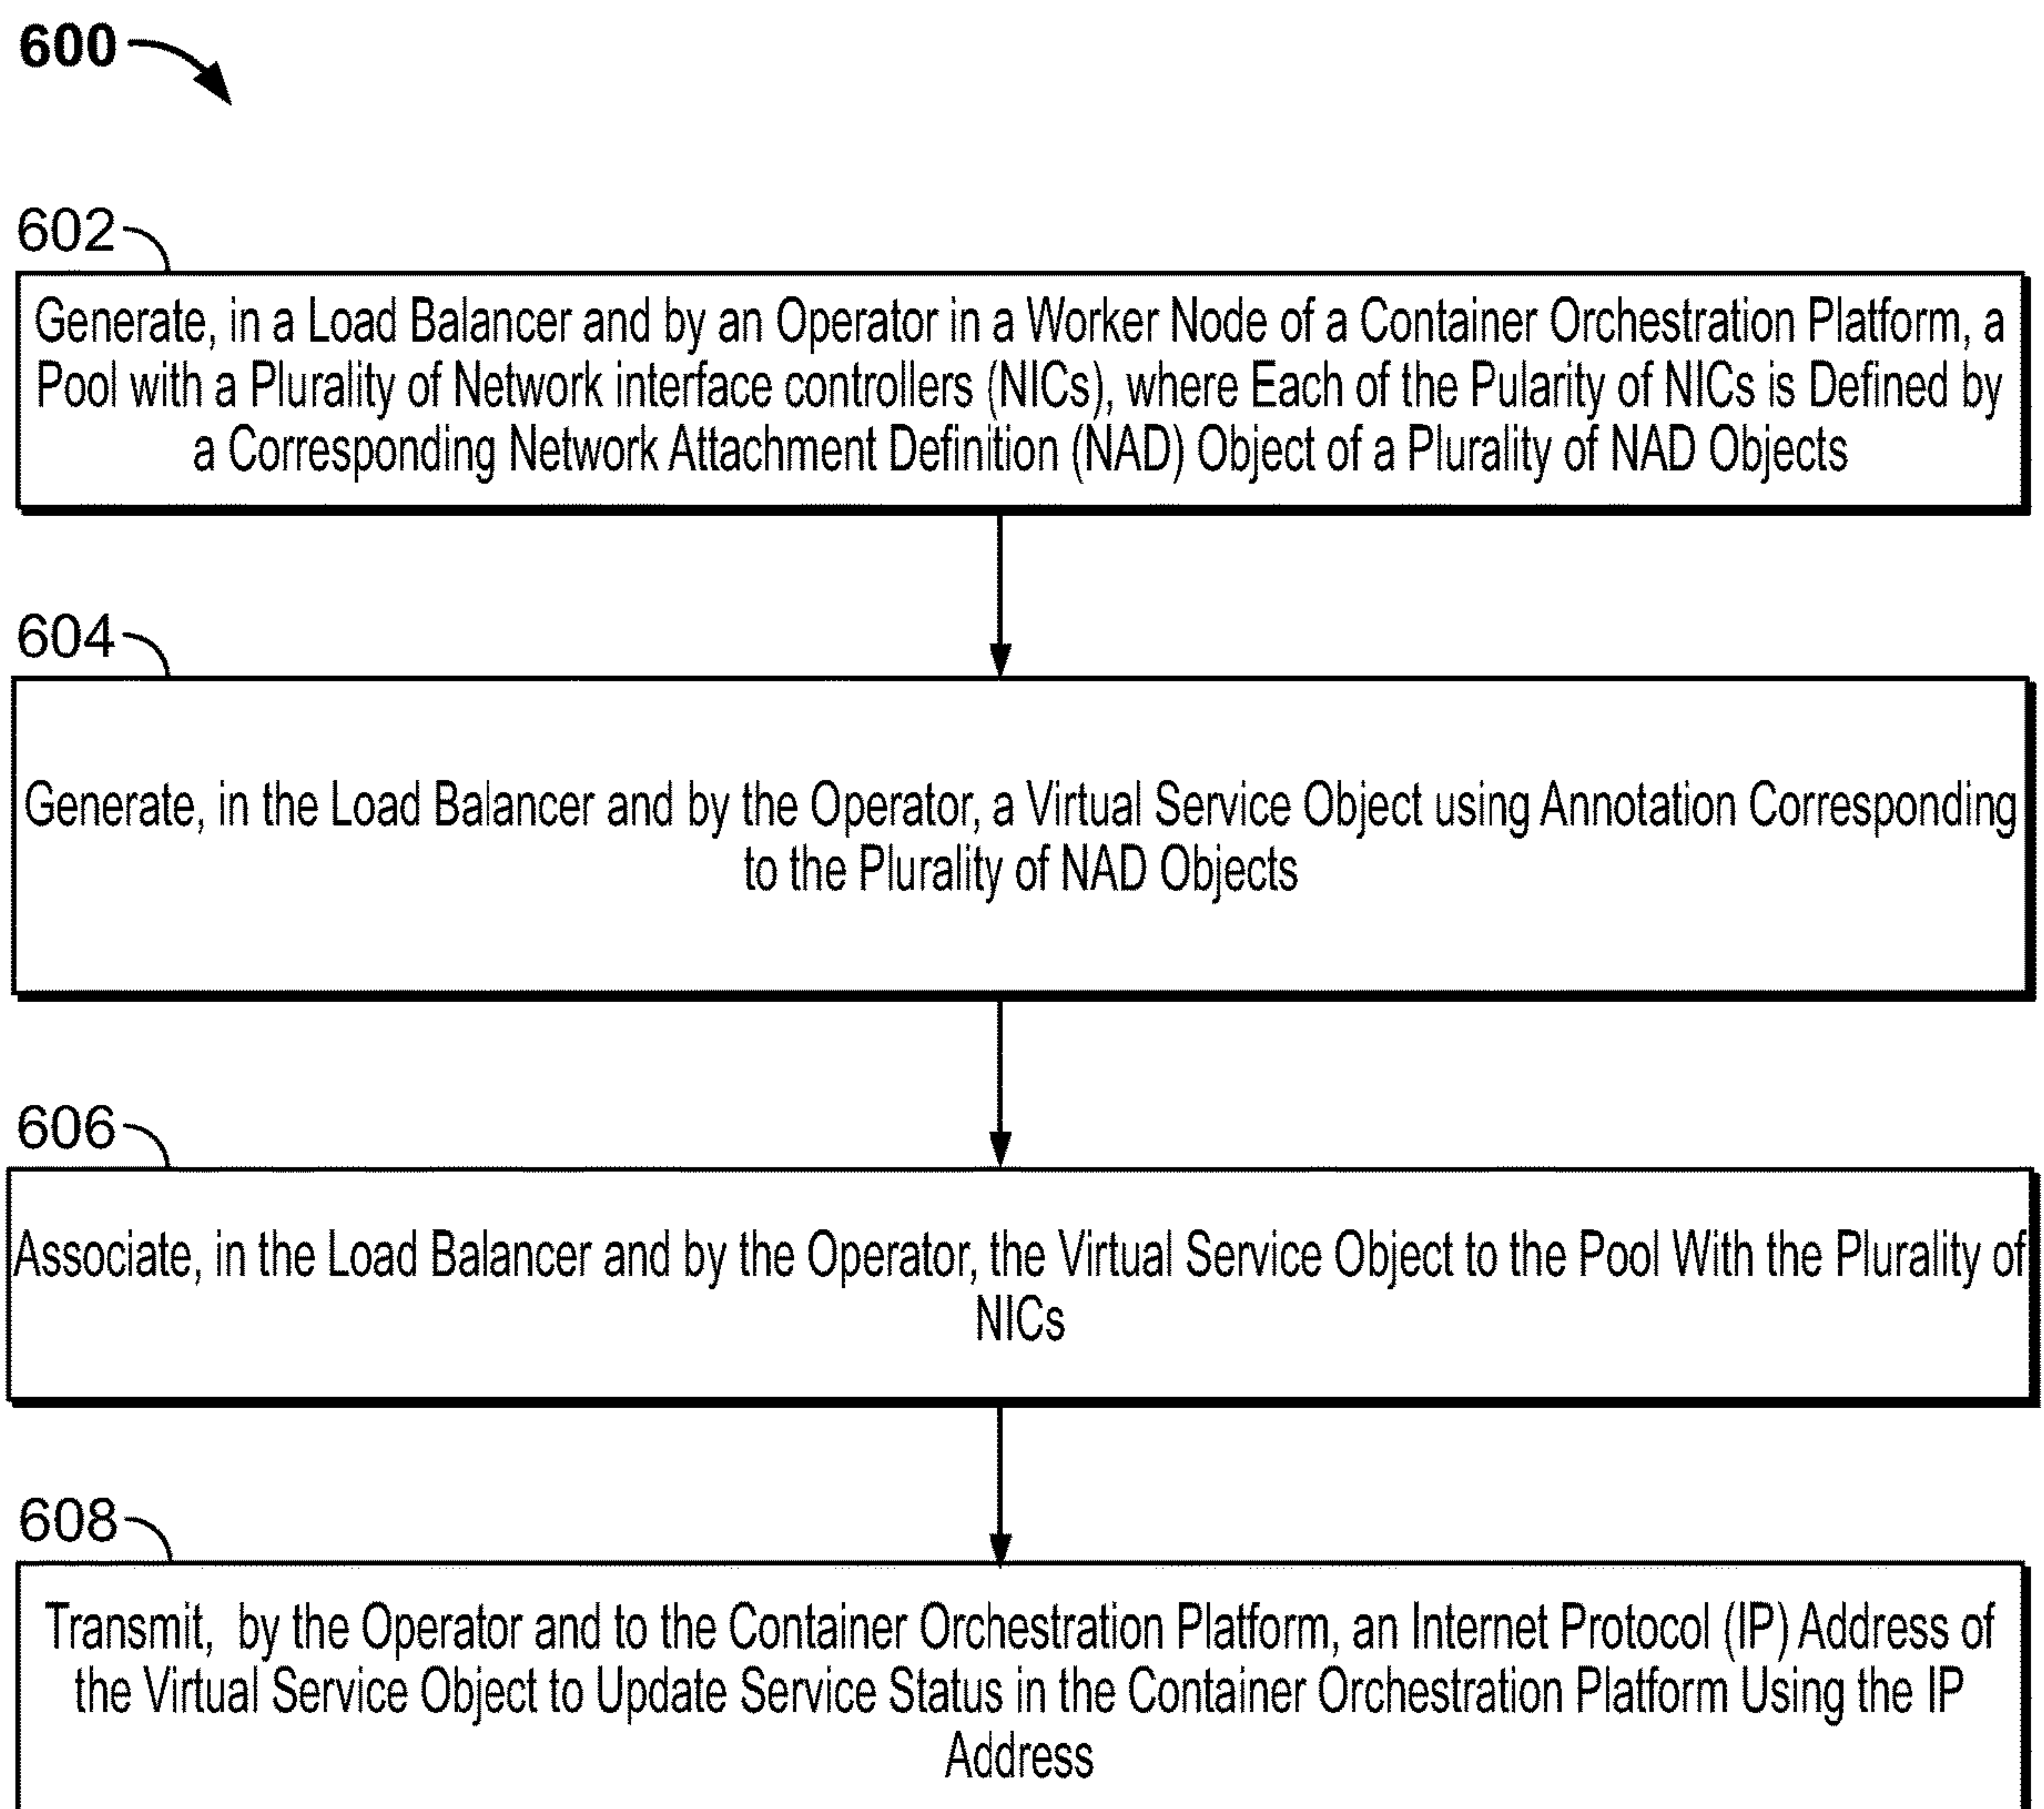 600
602
Generate, in a Load Balancer and by an Operator in a Worker Node of a Container Orchestration Platform, a
Pool with a Plurality of Network interface controllers (NICs), where Each of the Pularity of NICs is Defined by
a Corresponding Network Attachment Definition (NAD) Object of a Plurality of NAD Objects
604
Generate, in the Load Balancer and by the Operator, a Virtual Service Object using Annotation Corresponding
to the Plurality of NAD Objects
606
Associate, in the Load Balancer and by the Operator, the Virtual Service Object to the Pool With the Plurality of
NICs
608
Transmit, by the Operator and to the Container Orchestration Platform, an Internet Protocol (IP) Address of
the Virtual Service Object to Update Service Status in the Container Orchestration Platform Using the IP
Address